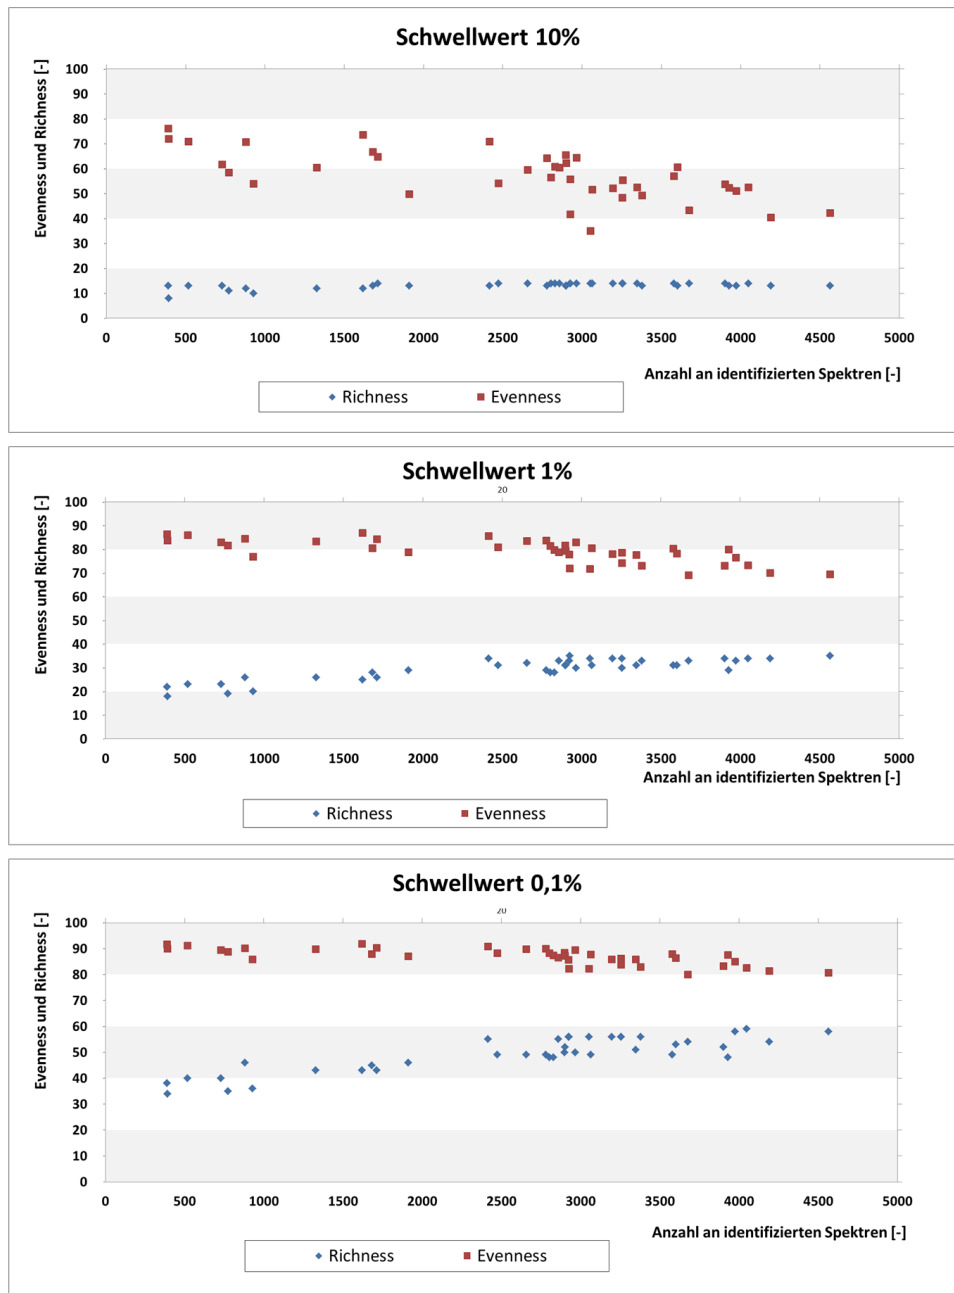 Schwellwert 10%
Evenness und Richness [-]
100
90
80
70
60
50
40
30
20
10
0
0 500 1000 1500 2000 2500 3000 3500 4000 4500 5000
Anzahl an identifizierten Spektren [-]
Richness Evenness
Schwellwert 1%
20
Evenness und Richness [-]
100
90
80
70
60
50
40
30
20
10
0
0 500 1000 1500 2000 2500 3000 3500 4000 4500 5000
Anzahl an identifizierten Spektren [-]
Richness Evenness
Schwellwert 0,1%
20
Evenness und Richness [-]
100
90
80
70
60
50
40
30
20
10
0
0 500 1000 1500 2000 2500 3000 3500 4000 4500 5000
Anzahl an identifizierten Spektren [-]
Richness Evenness